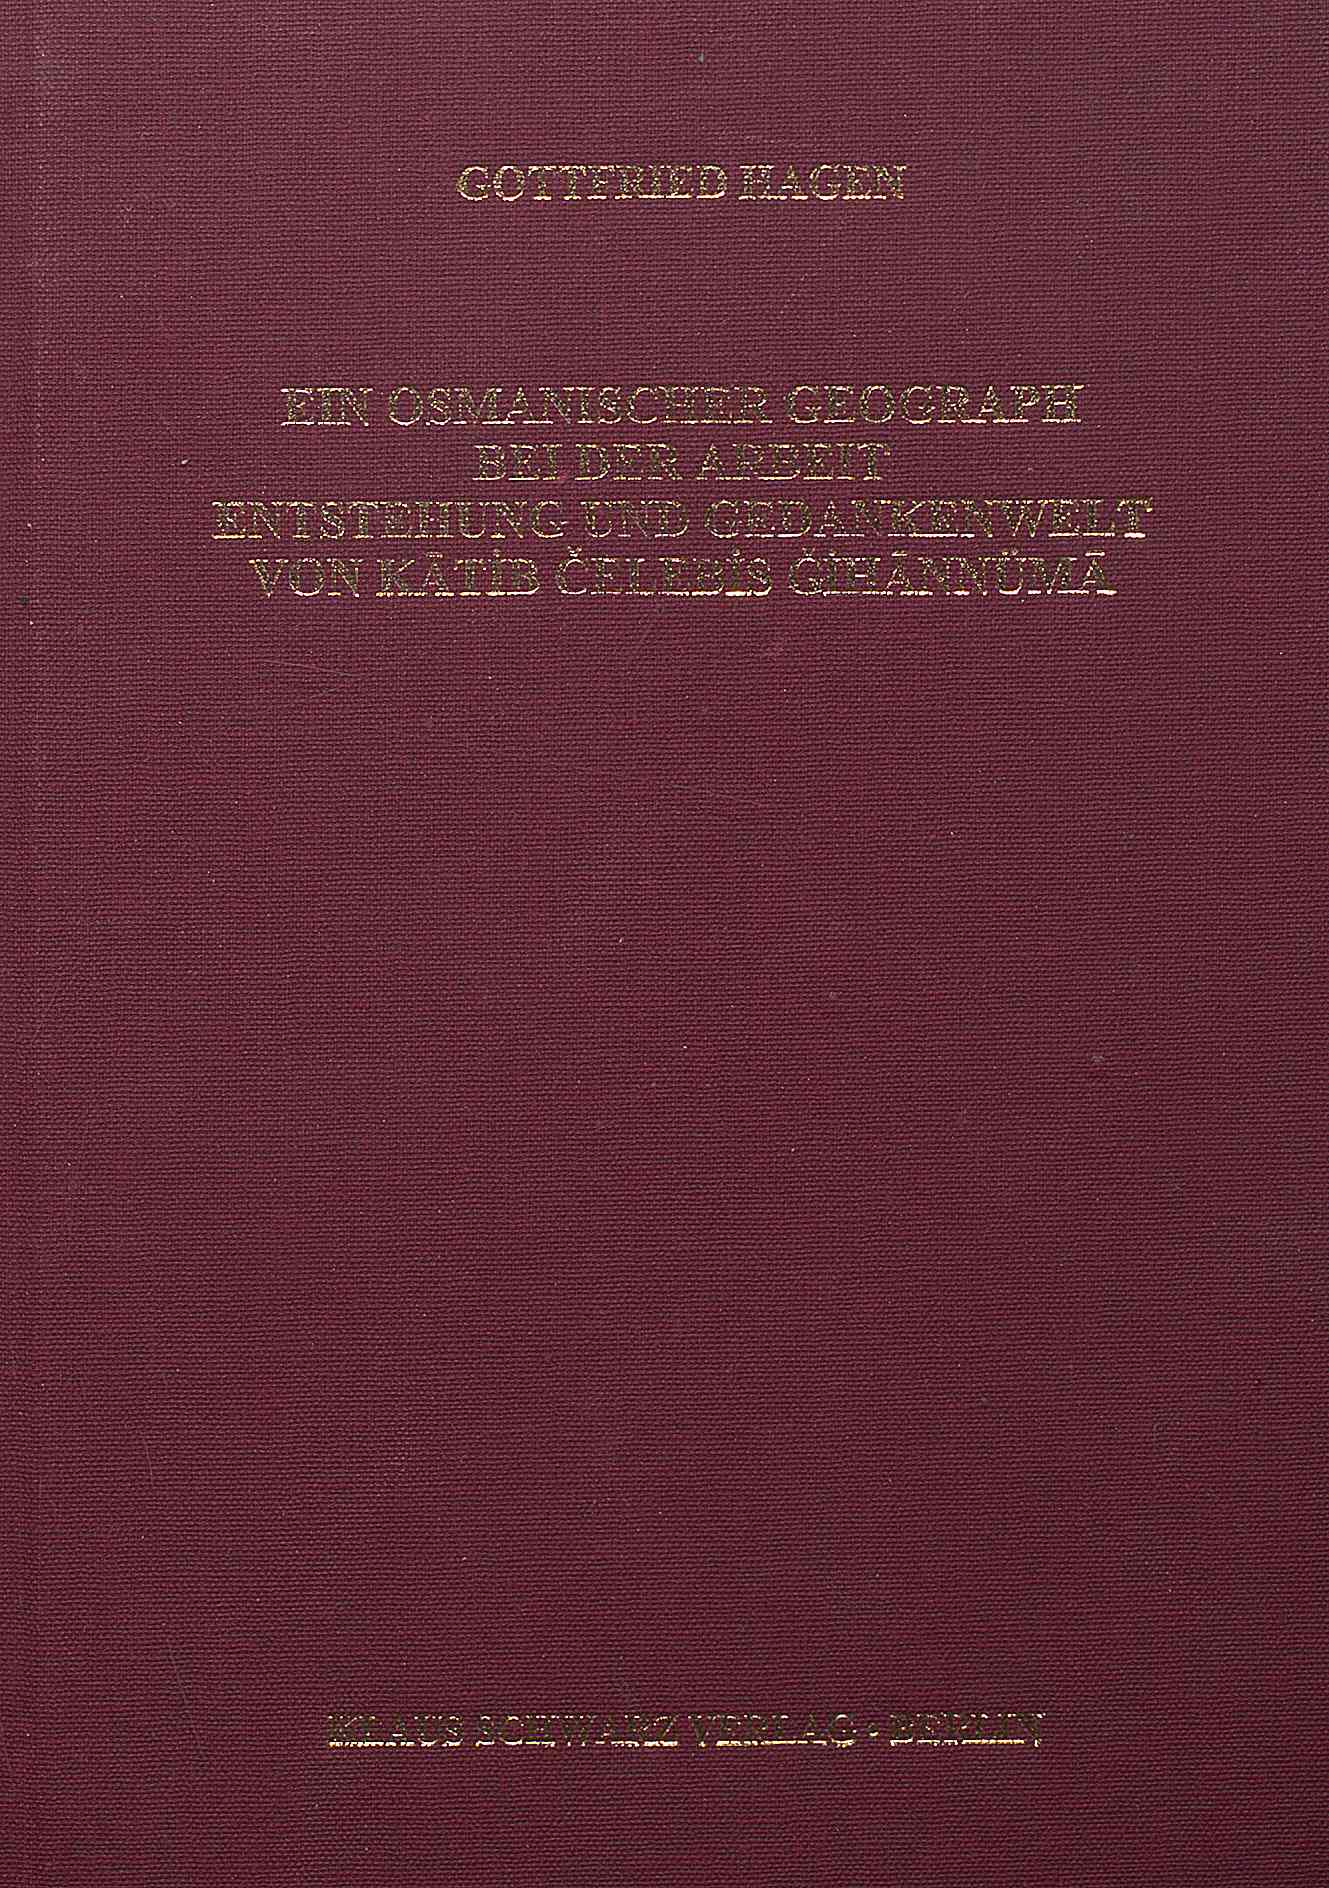 GOTTFRIED HAGEN
EIN OSMANISCHER GEOGRAPH
BEI DER ARBEIT
ENTSTEHUNG UND GEDANKENWELT
VON KĀTİB ČELEBİS ǦİHĀNNÜMĀ
KLAUS SCHWARZ VERLAG · BERLIN